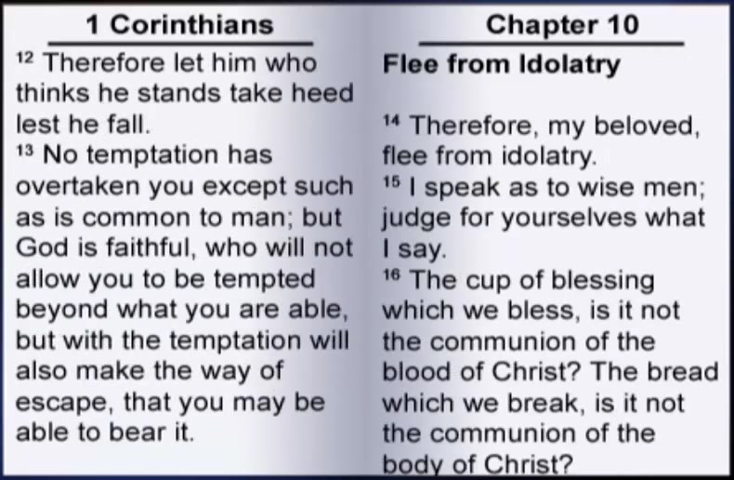 1 Corinthians
12 Therefore let him who
thinks he stands take heed
lest he fall.
13 No temptation has
overtaken you except such
as is common to man; but
God is faithful, who will not
allow you to be tempted
beyond what you are able,
but with the temptation will
also make the way of
escape, that you may be
able to bear it.
Chapter 10
Flee from Idolatry
14 Therefore, my beloved,
flee from idolatry.
15 I speak as to wise men;
judge for yourselves what
I say.
16 The cup of blessing
which we bless, is it not
the communion of the
blood of Christ? The bread
which we break, is it not
the communion of the
body of Christ?